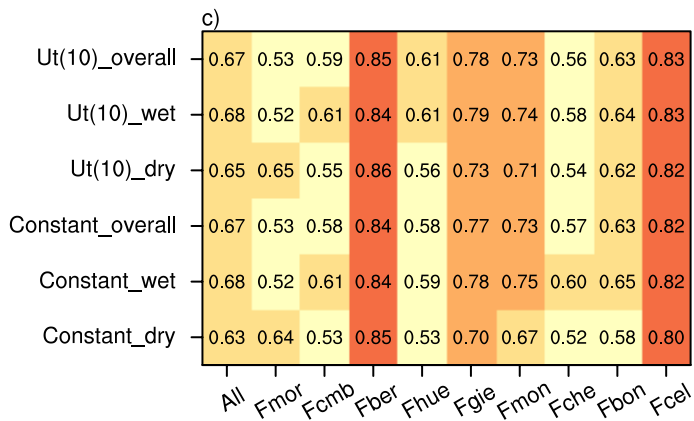 c)
Ut(10)_overall 0.67 0.53 0.59 0.85 0.61 0.78 0.73 0.56 0.63 0.83
Ut(10)_wet 0.68 0.52 0.61 0.84 0.61 0.79 0.74 0.58 0.64 0.83
Ut(10)_dry 0.65 0.65 0.55 0.86 0.56 0.73 0.71 0.54 0.62 0.82
Constant_overall 0.67 0.53 0.58 0.84 0.58 0.77 0.73 0.57 0.63 0.82
Constant_wet 0.68 0.52 0.61 0.84 0.59 0.78 0.75 0.60 0.65 0.82
Constant_dry 0.63 0.64 0.53 0.85 0.53 0.70 0.67 0.52 0.58 0.80
All Fmor Fcmb Fber Fhue Fgie Fmon Fche Fbon Fcel